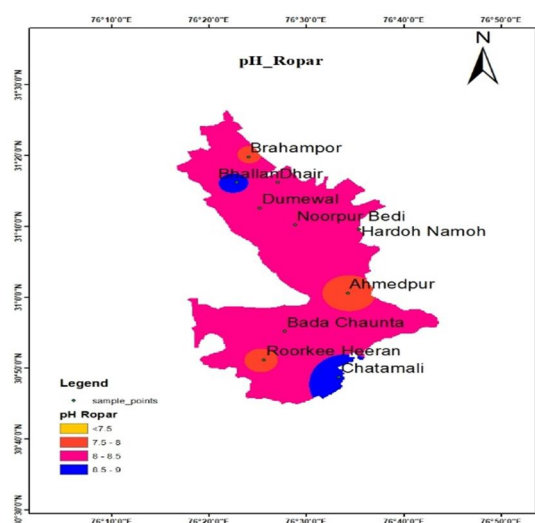 76°10'0"E 76°20'0"E 76°30'0"E 76°40'0"E 76°50'0"E
N
pH_Ropar
31°30'0"N
31°20'0"N
31°10'0"N
31°0'0"N
30°50'0"N
30°40'0"N
30°30'0"N
Brahampor
BhallanDhair
Dumewal
Noorpur Bedi
Hardoh Namoh
Ahmedpur
Bada Chaunta
Roorkee Heeran
Chatamali
Legend
sample_points
pH Ropar
<7.5
7.5 - 8
8 - 8.5
8.5 - 9
76°10'0"E 76°20'0"E 76°30'0"E 76°40'0"E 76°50'0"E